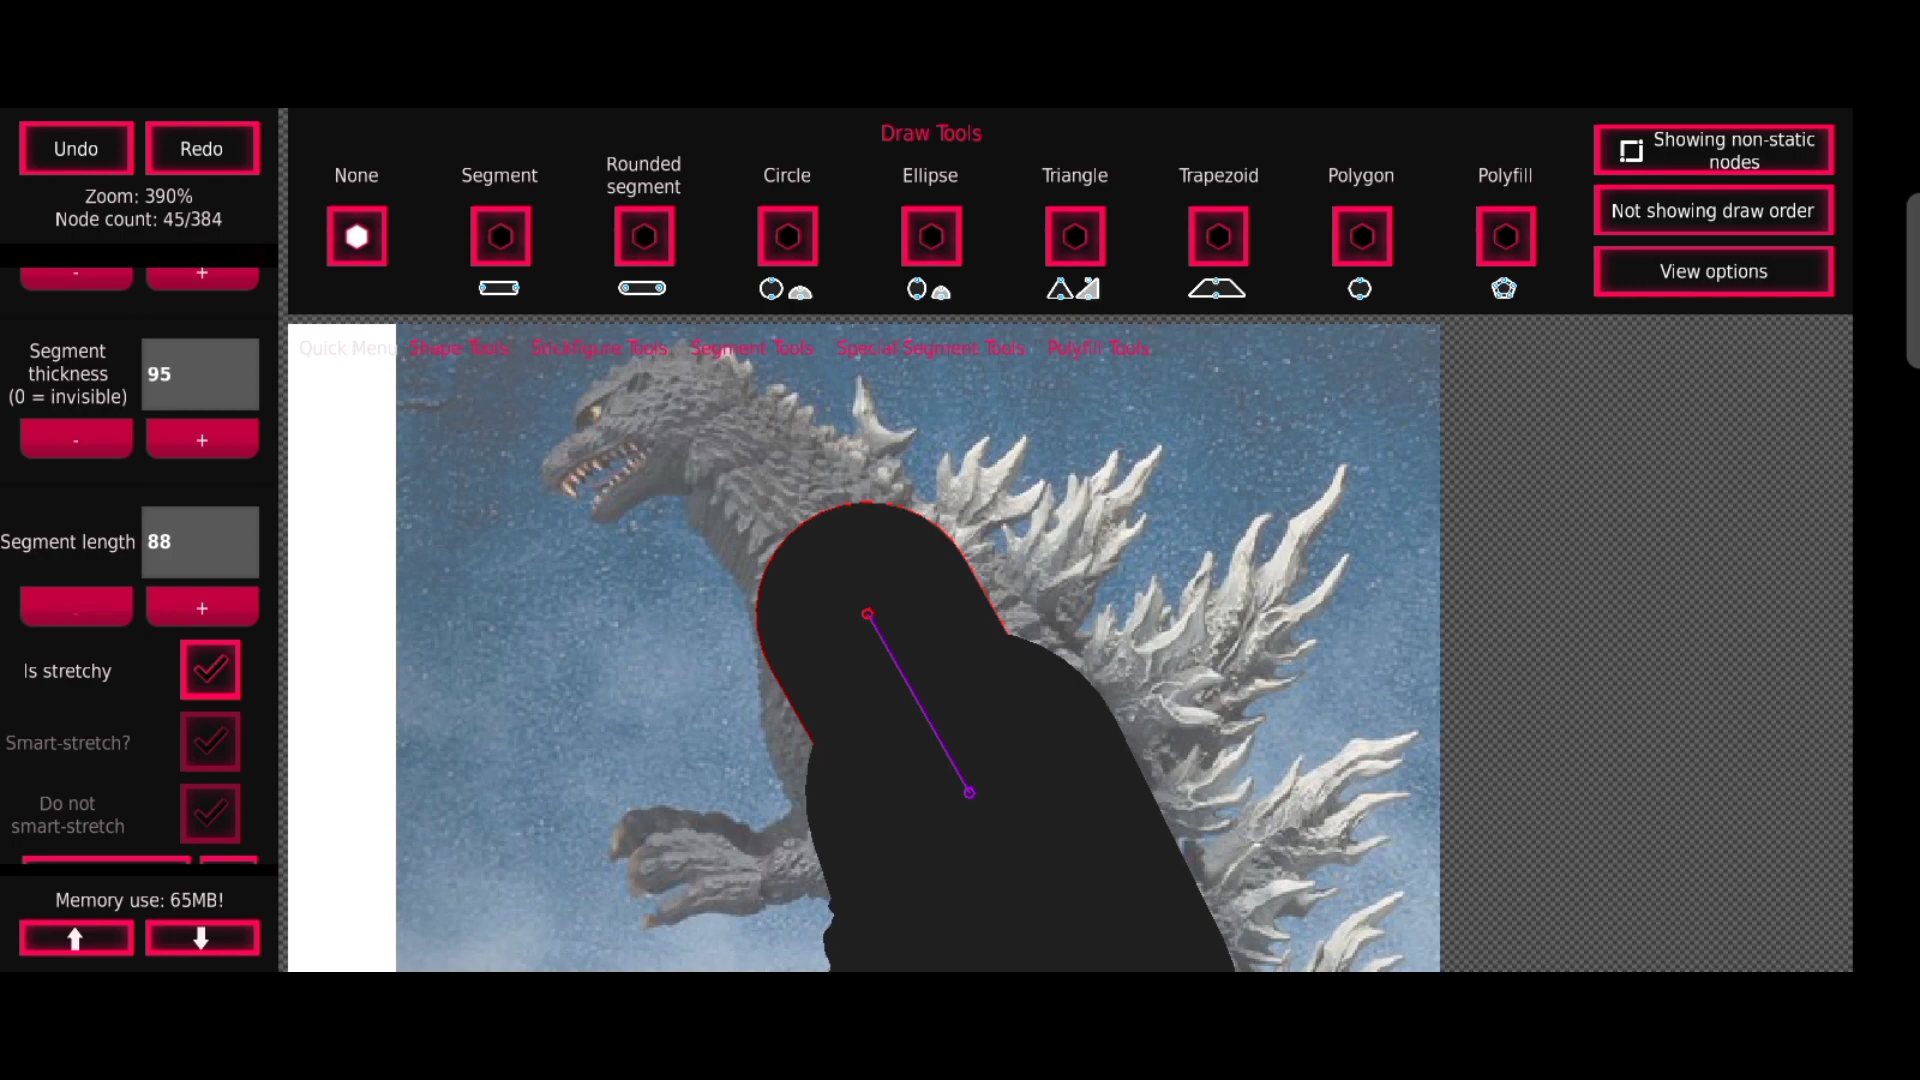 Undo
Redo
Zoom: 390%
Node count: 45/384
-
+
Segment
thickness
(0 = invisible)
95
-
+
Segment length
88
-
+
Is stretchy
Smart-stretch?
Do not
smart-stretch
Memory use: 65MB!
Draw Tools
None
Segment
Rounded
segment
Circle
Ellipse
Triangle
Trapezoid
Polygon
Polyfill
Showing non-static
nodes
Not showing draw order
View options
Quick Menu Shape Tools Stickfigure Tools Segment Tools Special Segment Tools Polyfill Tools